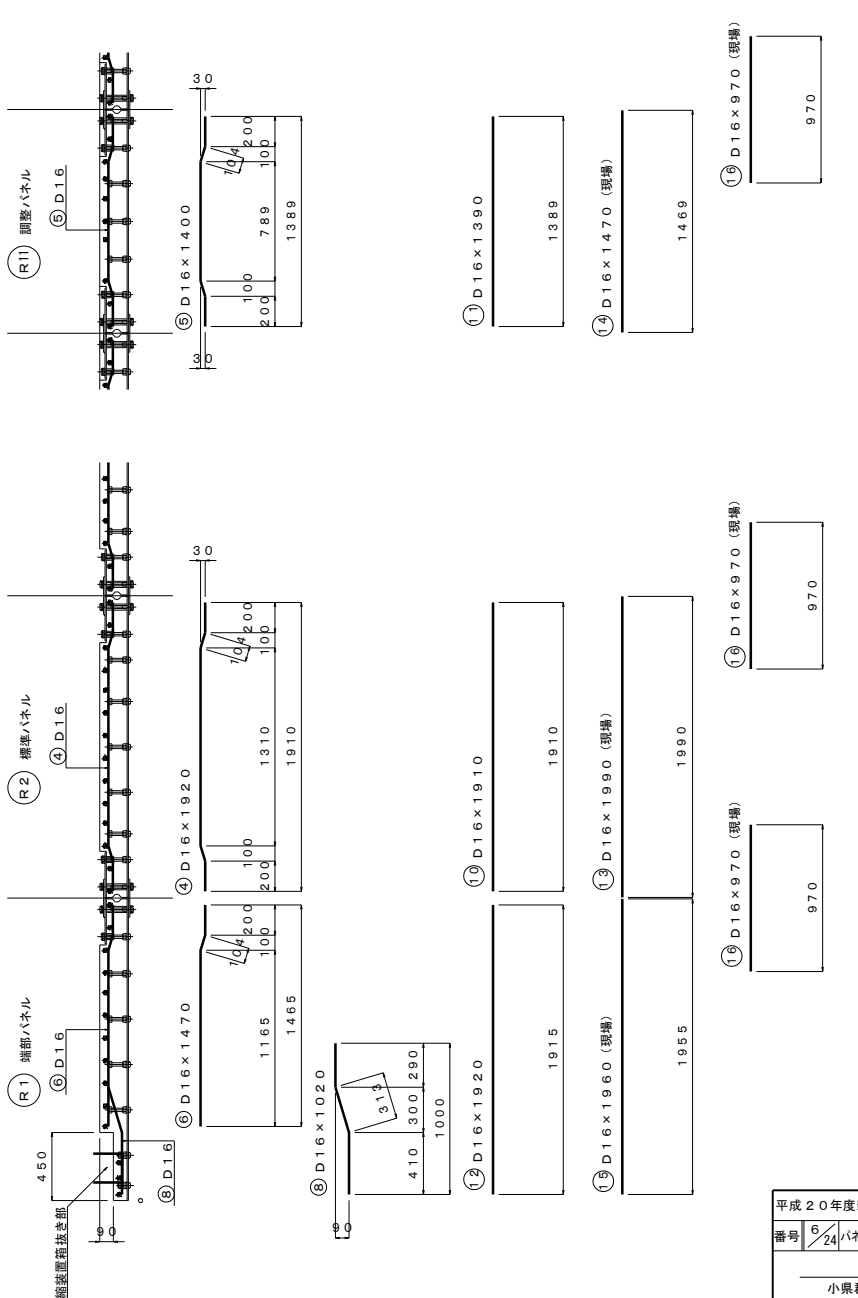 R11 調整パネル
⑤ D16
30
200
100
104
789
1389
100
200
30
⑤ D16×1400
⑪ D16×1390
1389
⑭ D16×1470 (現場)
1469
⑯ D16×970 (現場)
970
R2 標準パネル
④ D16
30
200
100
104
1310
1910
100
200
④ D16×1920
⑩ D16×1910
1910
⑬ D16×1990 (現場)
1990
⑯ D16×970 (現場)
970
R1 端部パネル
⑥ D16
450
90
⑧ D16
縮装置箱抜き部
200
100
104
1165
1465
⑥ D16×1470
⑧ D16×1020
290
313
300
1000
410
90
⑫ D16×1920
1915
⑮ D16×1960 (現場)
1955
⑯ D16×970 (現場)
970
平成20年度
番号 6/24 パネ
小県